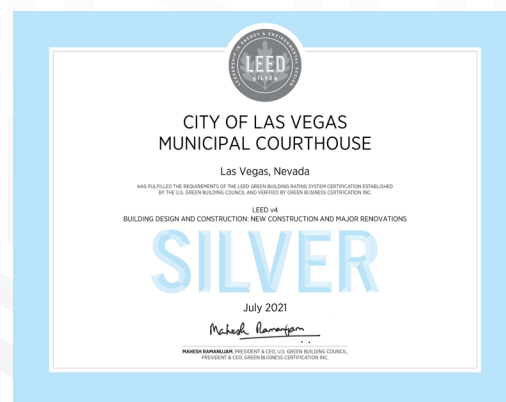 LEADERSHIP IN ENERGY & ENVIRONMENTAL DESIGN
LEED
SILVER
CITY OF LAS VEGAS
MUNICIPAL COURTHOUSE
Las Vegas, Nevada
HAS FULFILLED THE REQUIREMENTS OF THE LEED GREEN BUILDING RATING SYSTEM CERTIFICATION ESTABLISHED
BY THE U.S. GREEN BUILDING COUNCIL AND VERIFIED BY GREEN BUSINESS CERTIFICATION INC.
LEED v4
BUILDING DESIGN AND CONSTRUCTION: NEW CONSTRUCTION AND MAJOR RENOVATIONS
SILVER
July 2021
Mahesh Ramanujam
MAHESH RAMANUJAM, PRESIDENT & CEO, U.S. GREEN BUILDING COUNCIL,
PRESIDENT & CEO, GREEN BUSINESS CERTIFICATION INC.